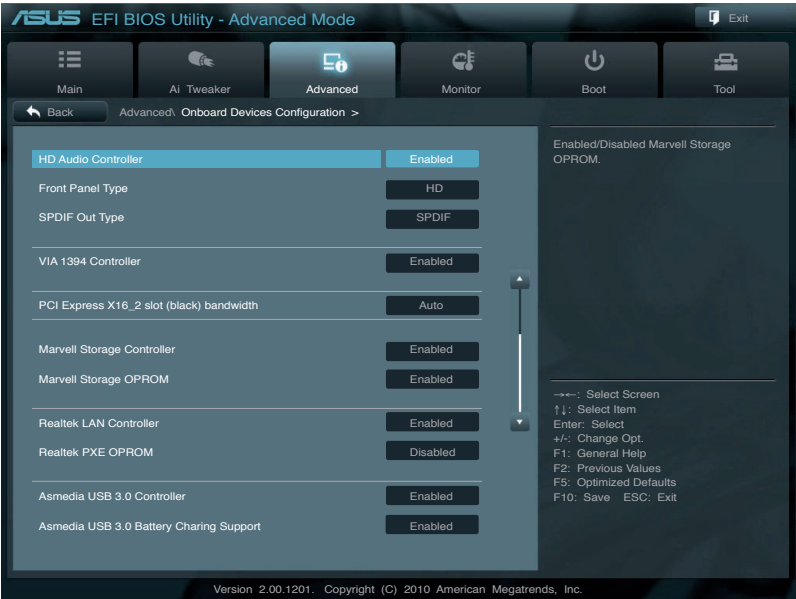 ASUS EFI BIOS Utility - Advanced Mode
Exit
Main
Ai Tweaker
Advanced
Monitor
Boot
Tool
Back
Advanced\ Onboard Devices Configuration >
HD Audio Controller Enabled
Front Panel Type HD
SPDIF Out Type SPDIF
VIA 1394 Controller Enabled
PCI Express X16_2 slot (black) bandwidth Auto
Marvell Storage Controller Enabled
Marvell Storage OPROM Enabled
Realtek LAN Controller Enabled
Realtek PXE OPROM Disabled
Asmedia USB 3.0 Controller Enabled
Asmedia USB 3.0 Battery Charing Support Enabled
Enabled/Disabled Marvell Storage
OPROM.
→←: Select Screen
↑↓: Select Item
Enter: Select
+/-: Change Opt.
F1: General Help
F2: Previous Values
F5: Optimized Defaults
F10: Save ESC: Exit
Version 2.00.1201. Copyright (C) 2010 American Megatrends, Inc.